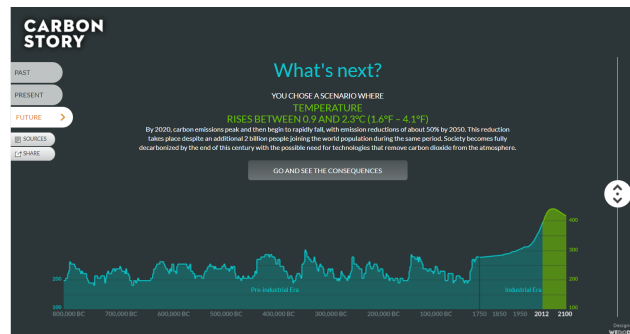 CARBON
STORY
What's next?
PAST
PRESENT
FUTURE
SOURCES
SHARE
YOU CHOSE A SCENARIO WHERE
TEMPERATURE
RISES BETWEEN 0.9 AND 2.3°C (1.6°F – 4.1°F)
By 2020, carbon emissions peak and then begin to rapidly fall, with emission reductions of about 50% by 2050. This reduction
takes place despite an additional 2 billion people joining the world population during the same period. Society becomes fully
decarbonized by the end of this century with the possible need for technologies that remove carbon dioxide from the atmosphere.
GO AND SEE THE CONSEQUENCES
400
300
200 200
Pre-industrial Era Industrial Era
100 100
800,000 BC 700,000 BC 600,000 BC 500,000 BC 400,000 BC 300,000 BC 200,000 BC 100,000 BC 1750 1850 1950 2012 2100